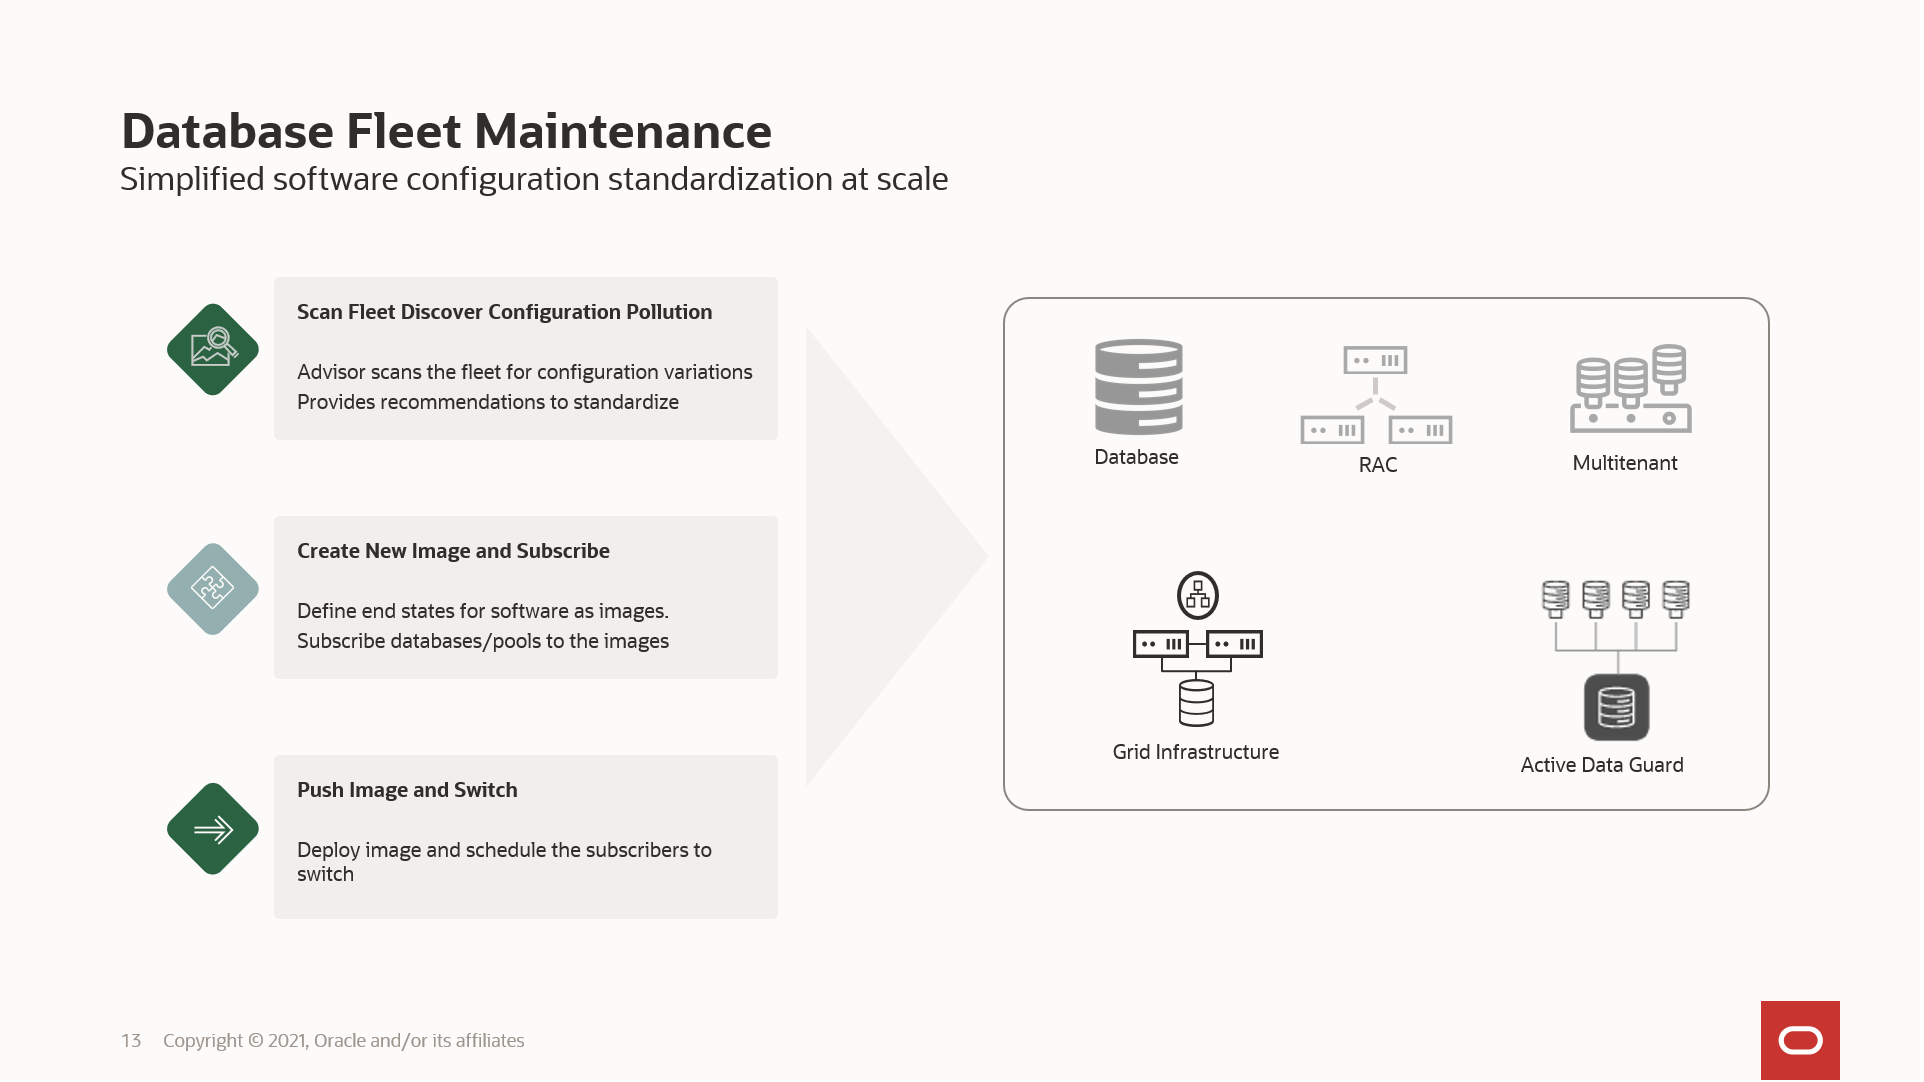 Database Fleet Maintenance
Simplified software configuration standardization at scale
Scan Fleet Discover Configuration Pollution
Advisor scans the fleet for configuration variations
Provides recommendations to standardize
Create New Image and Subscribe
Define end states for software as images.
Subscribe databases/pools to the images
Push Image and Switch
Deploy image and schedule the subscribers to
switch
Database
RAC
Multitenant
Grid Infrastructure
Active Data Guard
13 Copyright © 2021, Oracle and/or its affiliates